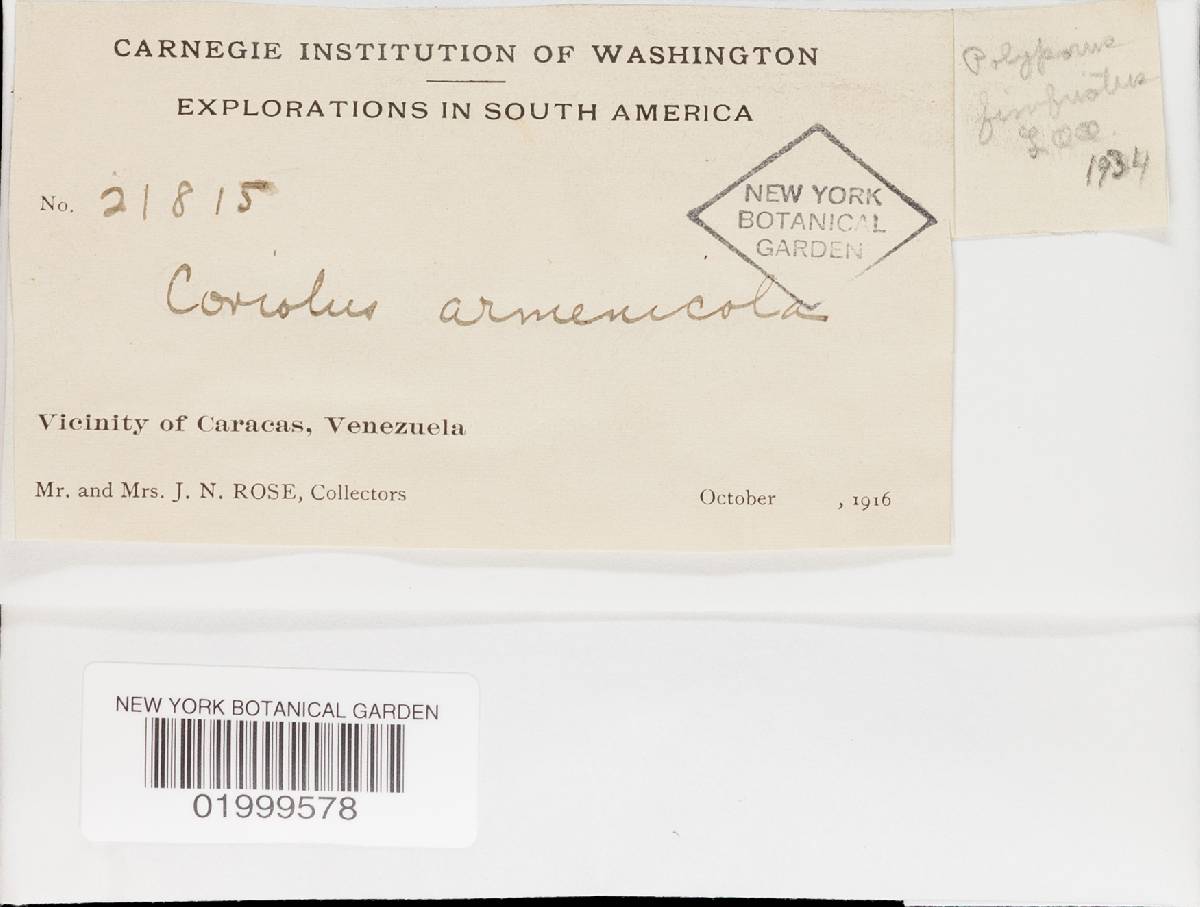 CARNEGIE INSTITUTION OF WASHINGTON
EXPLORATIONS IN SOUTH AMERICA
No. 21815
NEW YORK
BOTANICAL
GARDEN
Coriolus armenicola
Vicinity of Caracas, Venezuela
Mr. and Mrs. J. N. ROSE, Collectors
October , 1916
Polyporus
1934
NEW YORK BOTANICAL GARDEN
01999578